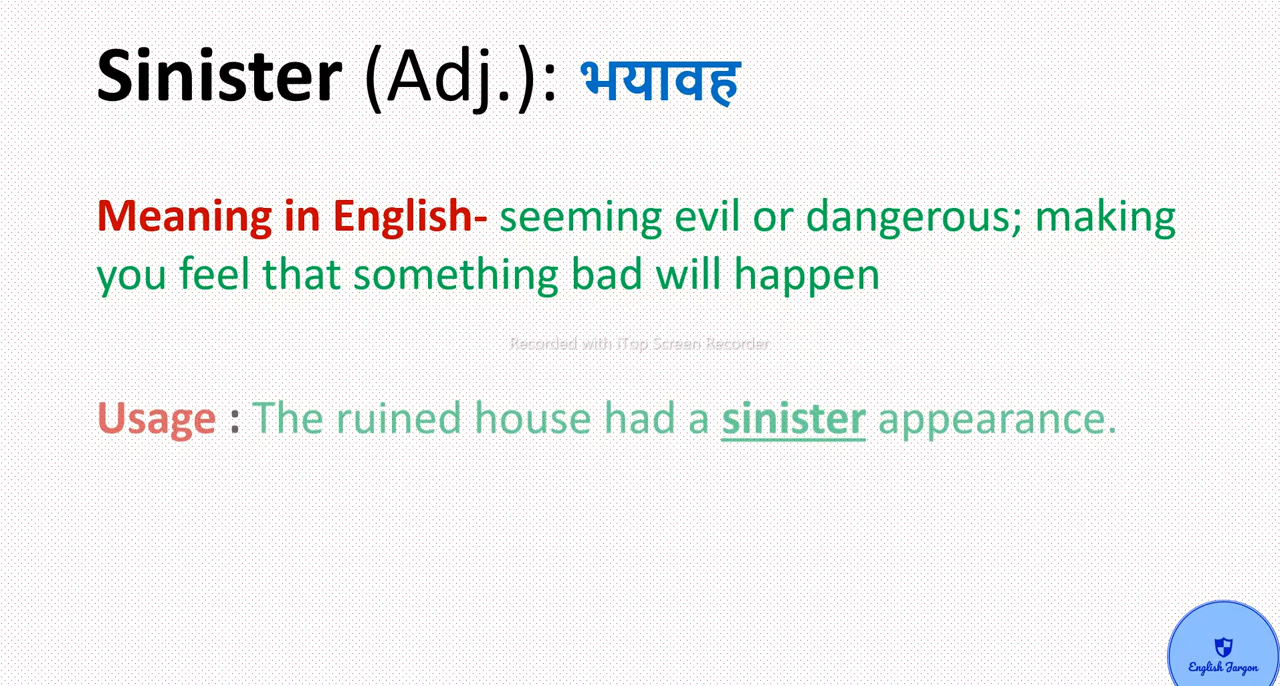 Sinister (Adj.): भयावह
Meaning in English- seeming evil or dangerous; making
you feel that something bad will happen
Recorded with iTop Screen Recorder
Usage : The ruined house had a sinister appearance.
English Jargon